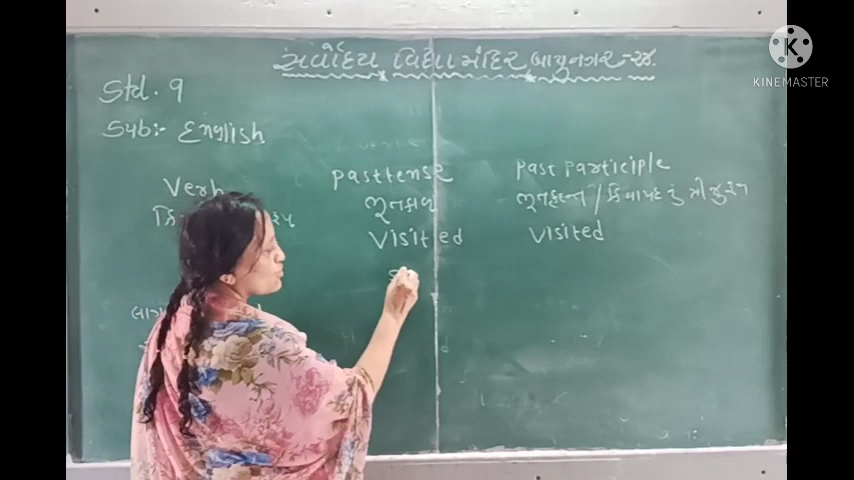 સર્વોદય વિદ્યામંદિર બાપુનગર-૨૪.
Std. 9
Sub:- English
Verb Past tense Past Participle
ભૂતકાળ ભૂતકૃદન્ત / ક્રિયાપદનું ત્રીજુ રૂપ
Visited Visited
KINEMASTER